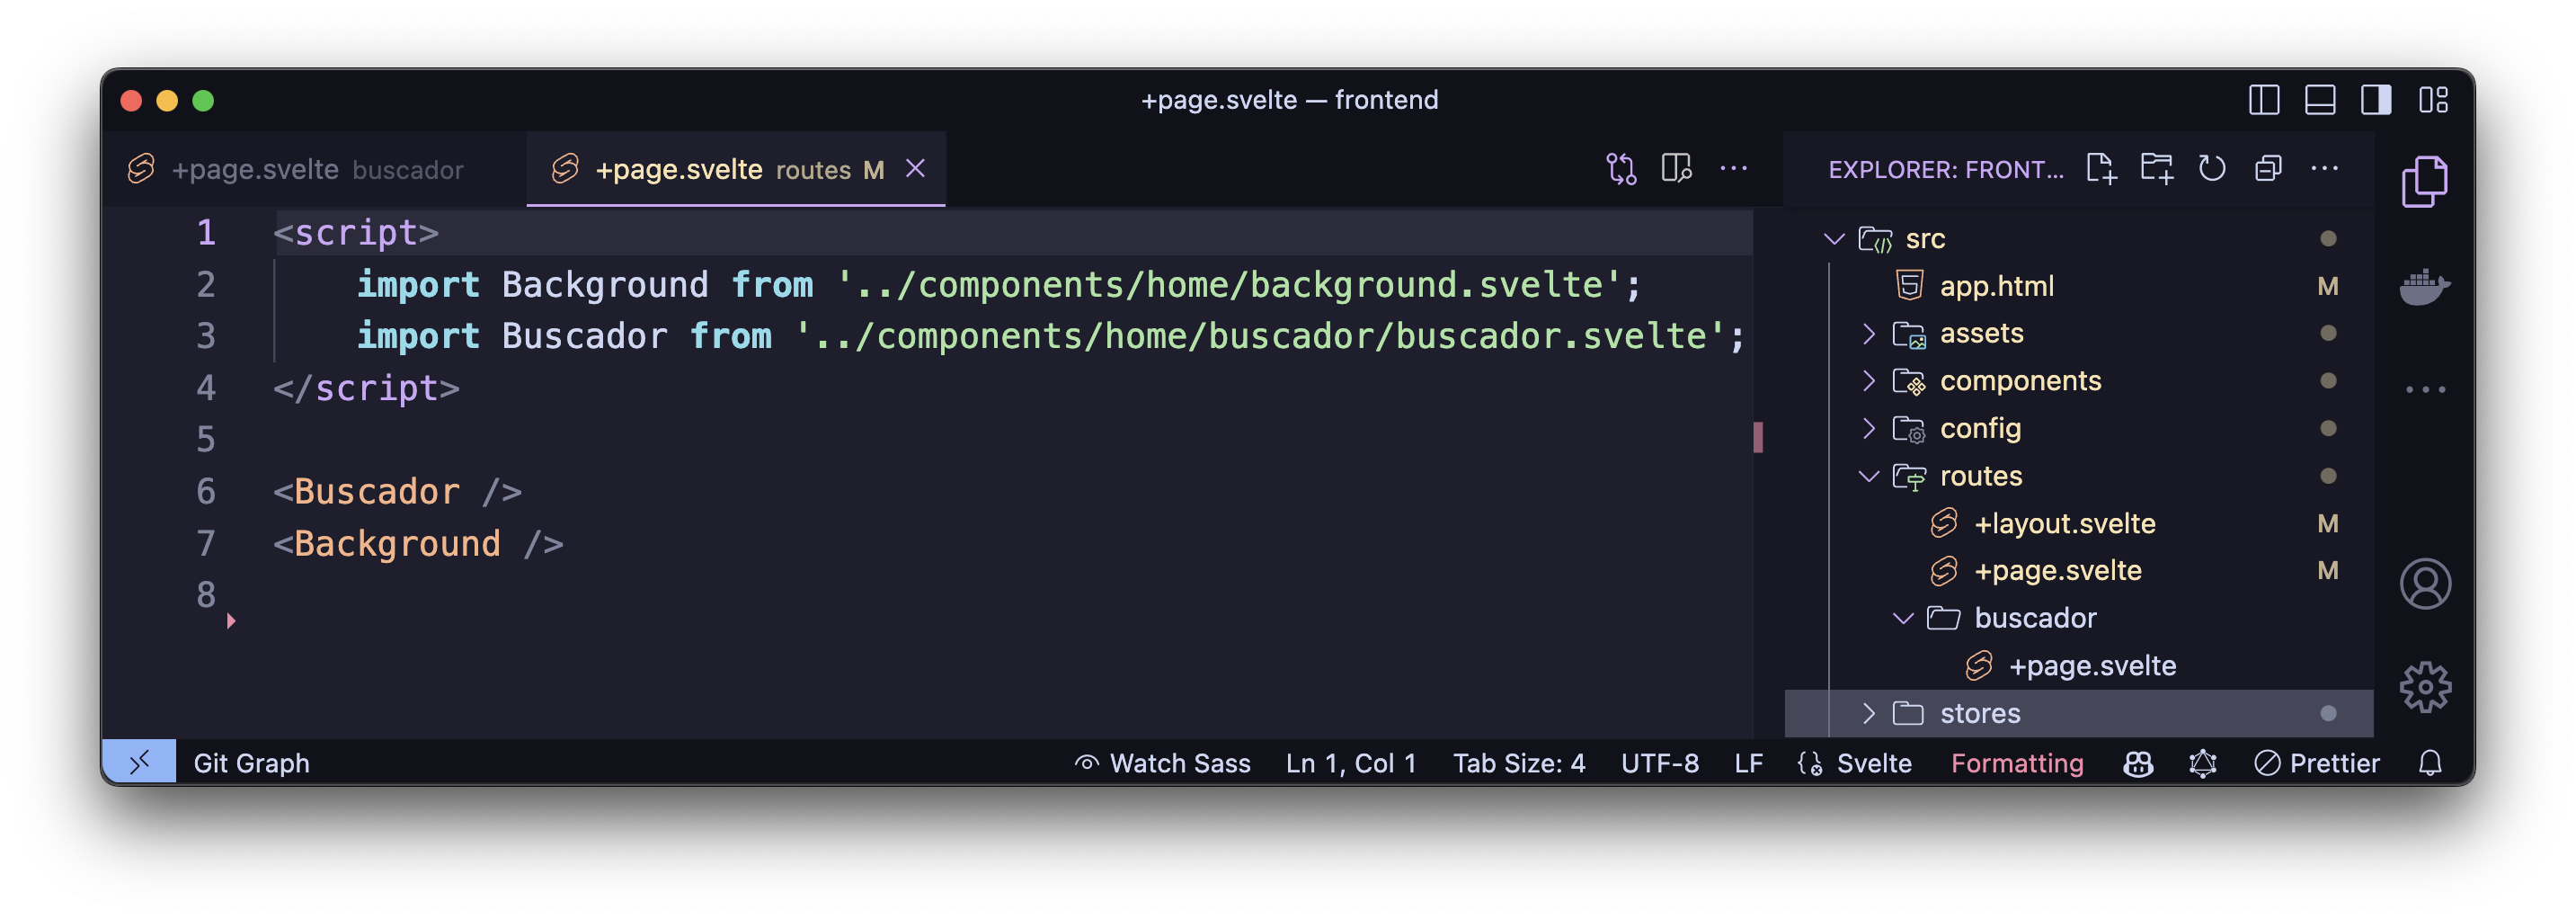 +page.svelte — frontend
+page.svelte buscador
+page.svelte routes M
1 <script>
2 import Background from '../components/home/background.svelte';
3 import Buscador from '../components/home/buscador/buscador.svelte';
4 </script>
5
6 <Buscador />
7 <Background />
8
EXPLORER: FRONT...
src
app.html M
assets
components
config
routes
+layout.svelte M
+page.svelte M
buscador
+page.svelte
stores
Git Graph
Watch Sass Ln 1, Col 1 Tab Size: 4 UTF-8 LF Svelte Formatting Prettier